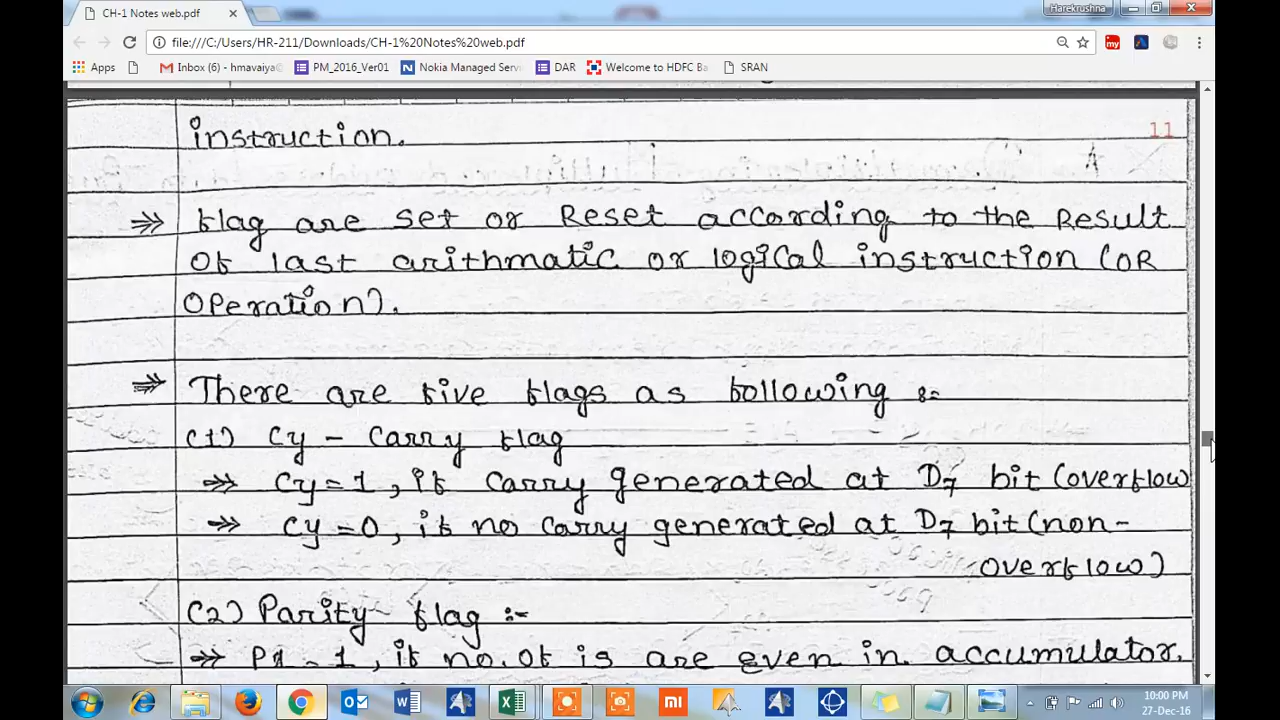 CH-1 Notes web.pdf
Harekrushna
file:///C:/Users/HR-211/Downloads/CH-1%20Notes%20web.pdf
Apps Inbox (6) - hmavaiya PM_2016_Ver01 Nokia Managed Servi DAR Welcome to HDFC Ba SRAN
instruction. 11
flag are set or Reset according to the Result
of last arithmatic or logical instruction (or
operation).
There are five flags as following :-
(1) Cy - Carry flag
Cy=1, if carry generated at D7 bit (overflow
Cy=0, if no carry generated at D7 bit (non-
overflow)
(2) Parity flag :-
P1 - 1, if no. of 1s are even in accumulator.
10:00 PM
27-Dec-16